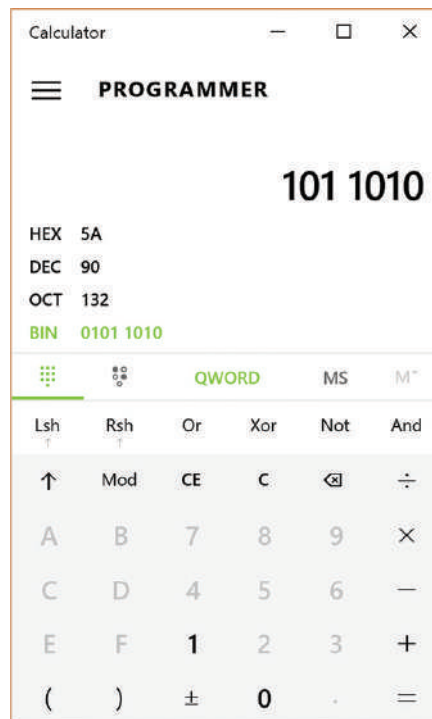 Calculator
PROGRAMMER
101 1010
HEX 5A
DEC 90
OCT 132
BIN 0101 1010
QWORD MS M˅
Lsh Rsh Or Xor Not And
↑ Mod CE C ⌫ ÷
A B 7 8 9 ×
C D 4 5 6 −
E F 1 2 3 +
( ) ± 0 . =